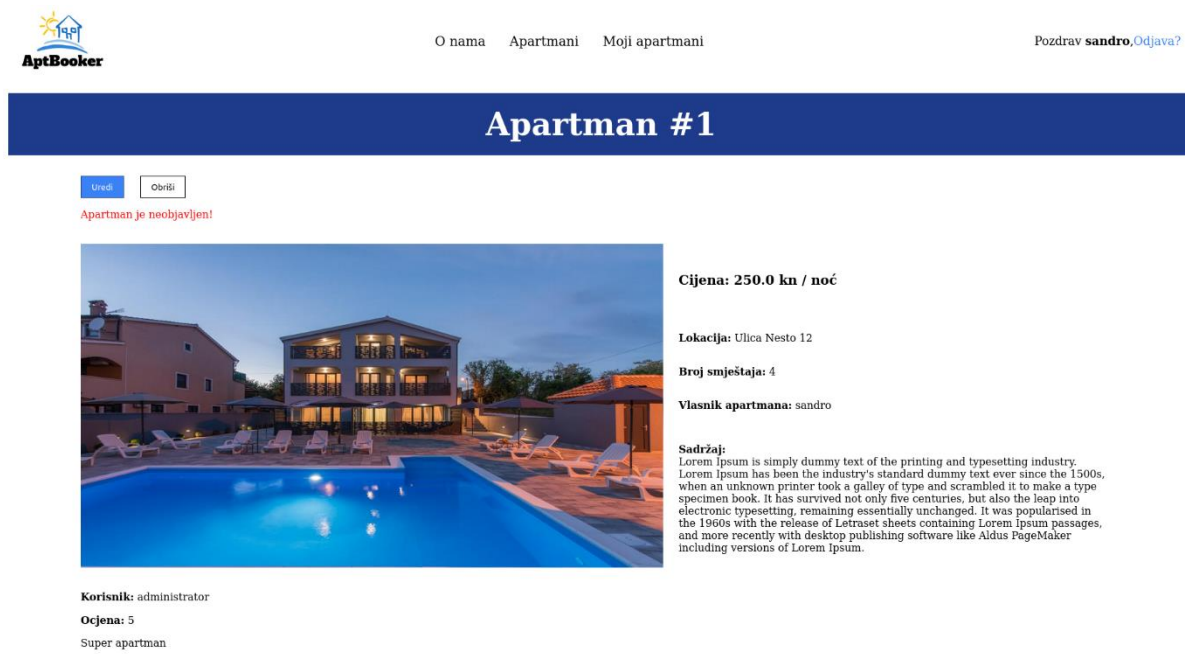 AptBooker
O nama Apartmani Moji apartmani
Pozdrav sandro,Odjava?
Apartman #1
Uredi Obriši
Apartman je neobjavljen!
Cijena: 250.0 kn / noć
Lokacija: Ulica Nesto 12
Broj smještaja: 4
Vlasnik apartmana: sandro
Sadržaj:
Lorem Ipsum is simply dummy text of the printing and typesetting industry.
Lorem Ipsum has been the industry's standard dummy text ever since the 1500s,
when an unknown printer took a galley of type and scrambled it to make a type
specimen book. It has survived not only five centuries, but also the leap into
electronic typesetting, remaining essentially unchanged. It was popularised in
the 1960s with the release of Letraset sheets containing Lorem Ipsum passages,
and more recently with desktop publishing software like Aldus PageMaker
including versions of Lorem Ipsum.
Korisnik: administrator
Ocjena: 5
Super apartman